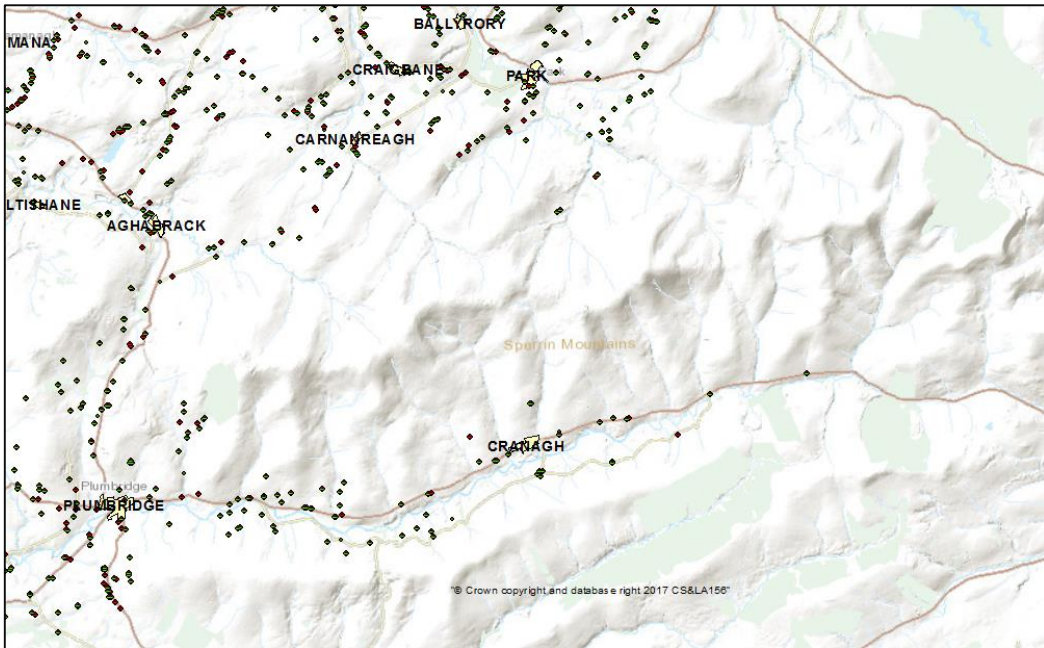 BALLYRORY
MANA
CRAIGBANE
PARK
CARNANREAGH
LTISHANE
AGHABRACK
Sperrin Mountains
CRANAGH
Plumbridge
PLUMBRIDGE
"© Crown copyright and database right 2017 CS&LA156"